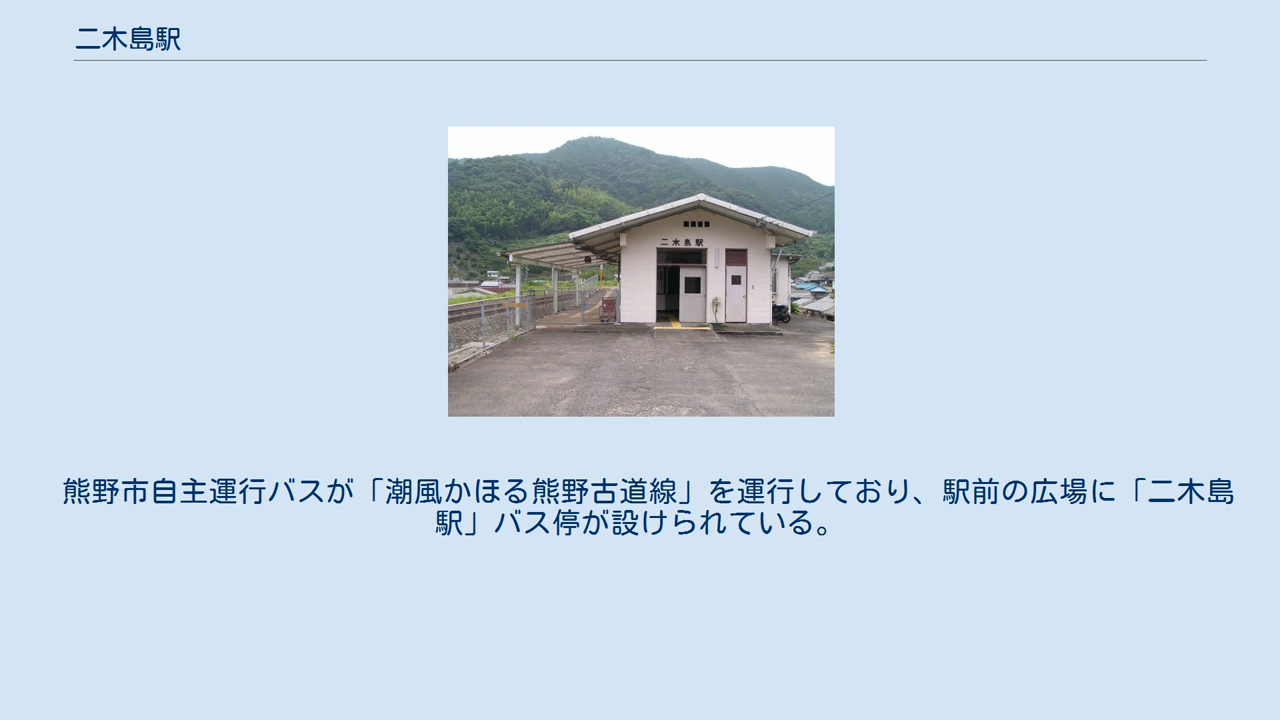 二木島駅
二木島駅
熊野市自主運行バスが「潮風かほる熊野古道線」を運行しており、駅前の広場に「二木島
駅」バス停が設けられている。